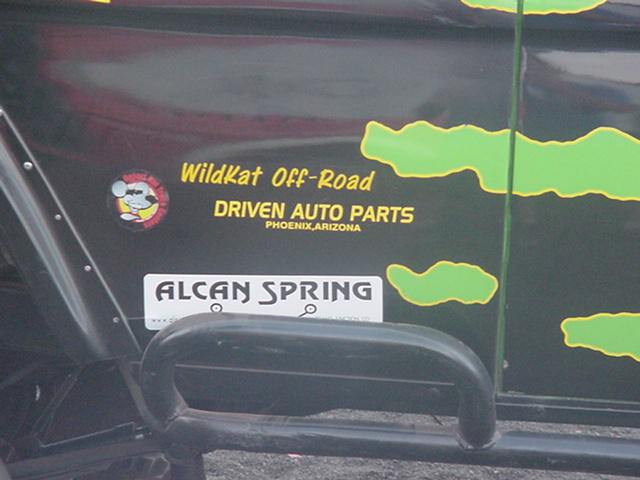 WildKat Off-Road
DRIVEN AUTO PARTS
PHOENIX,ARIZONA
ALCAN SPRING